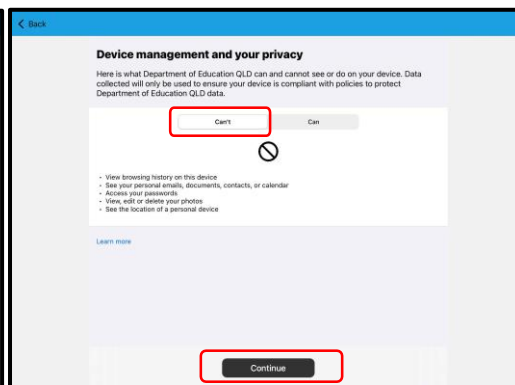 Back
Device management and your privacy
Here is what Department of Education QLD can and cannot see or do on your device. Data
collected will only be used to ensure your device is compliant with policies to protect
Department of Education QLD data.
Can't Can
• View browsing history on this device
• See your personal emails, documents, contacts, or calendar
• Access your passwords
• View, edit or delete your photos
• See the location of a personal device
Learn more
Continue